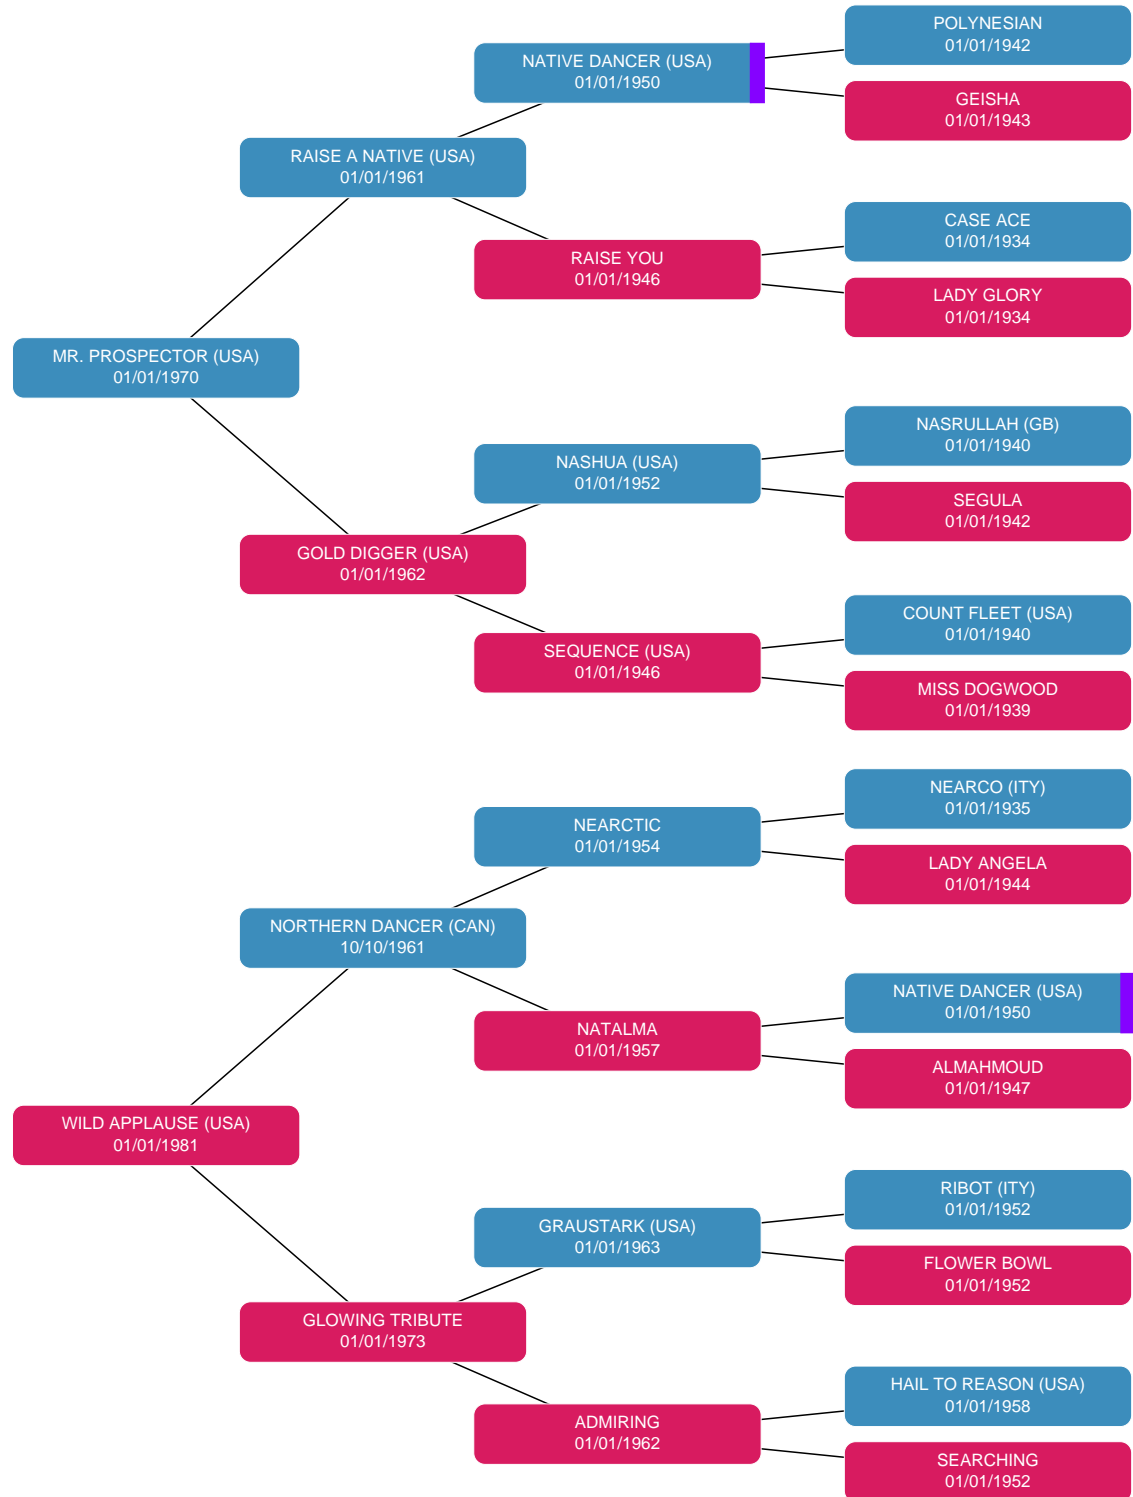 POLYNESIAN
01/01/1942
NATIVE DANCER (USA)
01/01/1950
GEISHA
01/01/1943
RAISE A NATIVE (USA)
01/01/1961
CASE ACE
01/01/1934
RAISE YOU
01/01/1946
LADY GLORY
01/01/1934
MR. PROSPECTOR (USA)
01/01/1970
NASRULLAH (GB)
01/01/1940
NASHUA (USA)
01/01/1952
SEGULA
01/01/1942
GOLD DIGGER (USA)
01/01/1962
COUNT FLEET (USA)
01/01/1940
SEQUENCE (USA)
01/01/1946
MISS DOGWOOD
01/01/1939
NEARCO (ITY)
01/01/1935
NEARCTIC
01/01/1954
LADY ANGELA
01/01/1944
NORTHERN DANCER (CAN)
10/10/1961
NATIVE DANCER (USA)
01/01/1950
NATALMA
01/01/1957
ALMAHMOUD
01/01/1947
WILD APPLAUSE (USA)
01/01/1981
RIBOT (ITY)
01/01/1952
GRAUSTARK (USA)
01/01/1963
FLOWER BOWL
01/01/1952
GLOWING TRIBUTE
01/01/1973
HAIL TO REASON (USA)
01/01/1958
ADMIRING
01/01/1962
SEARCHING
01/01/1952